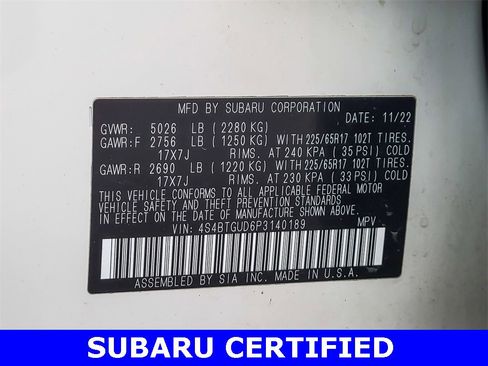 MFD BY SUBARU CORPORATION
DATE: 11/22
GVWR: 5026 LB (2280 KG)
GAWR:F 2756 LB (1250 KG) WITH 225/65R17 102T TIRES.
17X7J RIMS. AT 240 KPA (35 PSI) COLD
GAWR:R 2690 LB (1220 KG) WITH 225/65R17 102T TIRES.
17X7J RIMS. AT 230 KPA (33 PSI) COLD
THIS VEHICLE CONFORMS TO ALL APPLICABLE FEDERAL MOTOR
VEHICLE SAFETY STANDARDS AND THEFT PREVENTION STANDARD
IN EFFECT ON THE DATE OF MANUFACTURE SHOWN ABOVE.
VIN: 4S4BTGUD6P3140189 MPV
ASSEMBLED BY SIA INC. MADE IN U.S.A.
SUBARU CERTIFIED